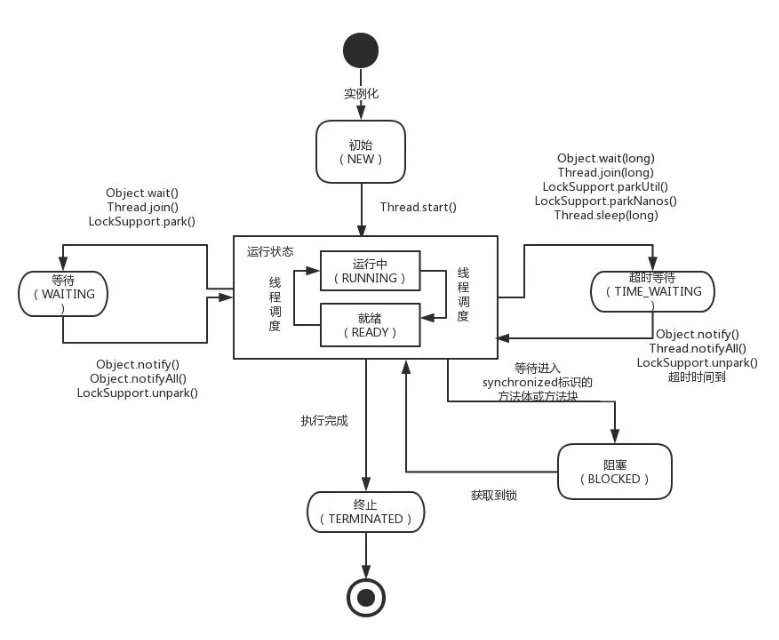 实例化
初始
（NEW）
Object.wait(long)
Thread.join(long)
LockSupport.parkUtil()
LockSupport.parkNanos()
Thread.sleep(long)
Object.wait()
Thread.join()
LockSupport.park()
Thread.start()
运行状态
运行中
（RUNNING）
线程调度
线程调度
就绪
（READY）
等待
（WAITING
）
超时等待
（TIME_WAITING
）
Object.notify()
Object.notifyAll()
LockSupport.unpark()
Object.notify()
Thread.notifyAll()
LockSupport.unpark()
超时时间到
等待进入
synchronized标识的
方法体或方法块
执行完成
阻塞
（BLOCKED）
获取到锁
终止
（TERMINATED）